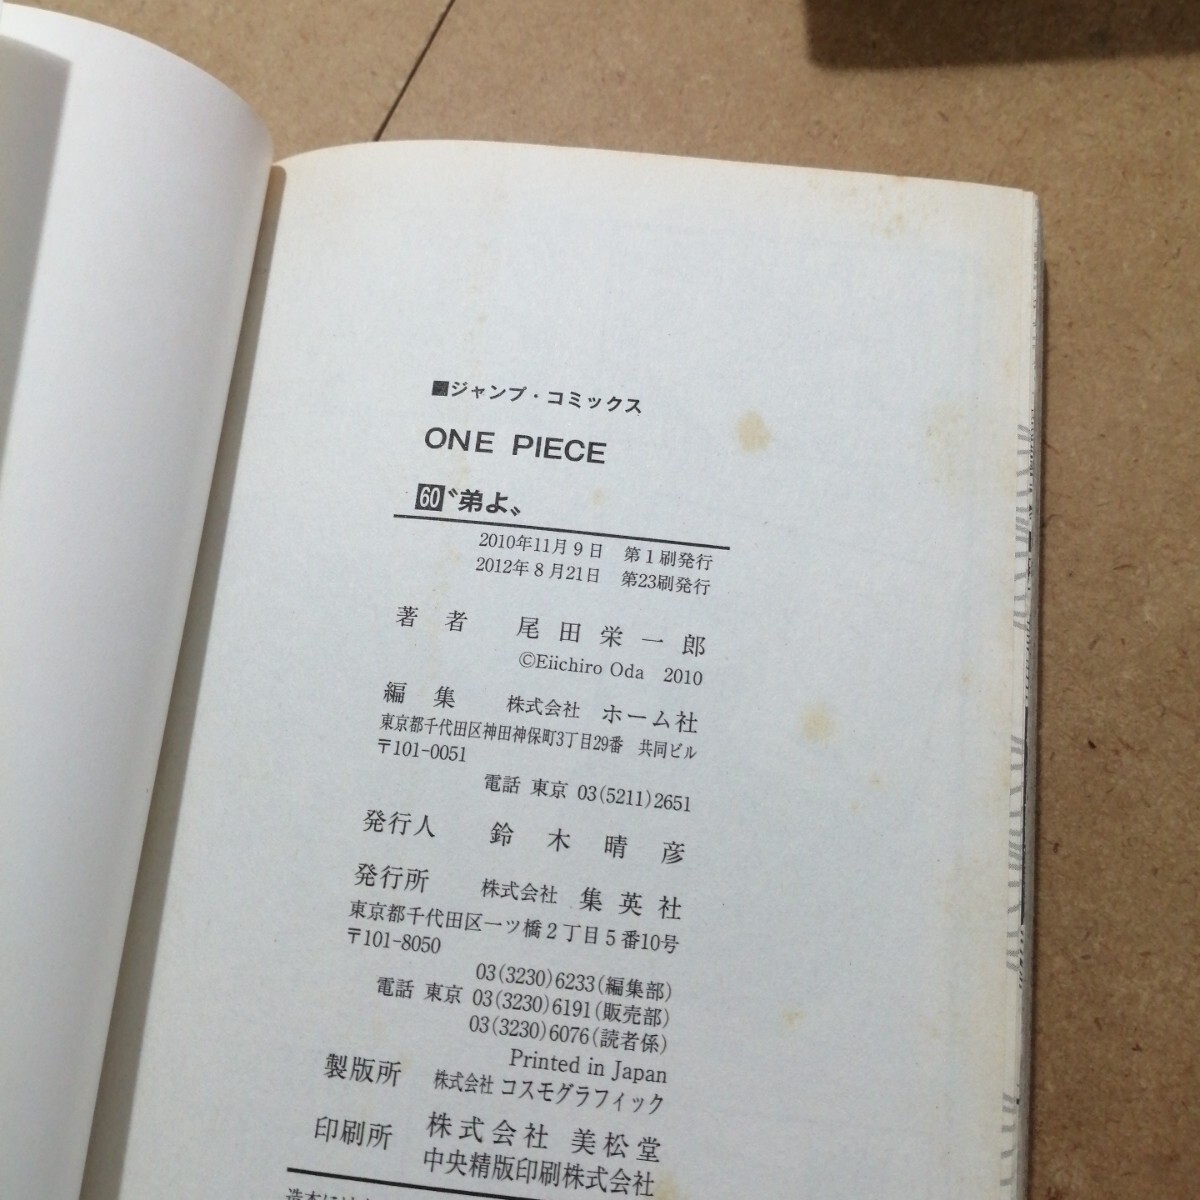 ■ジャンプ・コミックス
ONE PIECE
60〝弟よ〟
2010年11月9日 第1刷発行
2012年8月21日 第23刷発行
著者 尾田栄一郎
©Eiichiro Oda 2010
編集 株式会社 ホーム社
東京都千代田区神田神保町3丁目29番 共同ビル
〒101-0051
電話 東京 03(5211)2651
発行人 鈴木晴彦
発行所 株式会社 集英社
東京都千代田区一ツ橋2丁目5番10号
〒101-8050
03(3230)6233(編集部)
電話 東京 03(3230)6191(販売部)
03(3230)6076(読者係)
Printed in Japan
製版所 株式会社 コスモグラフィック
印刷所 株式会社 美松堂
中央精版印刷株式会社